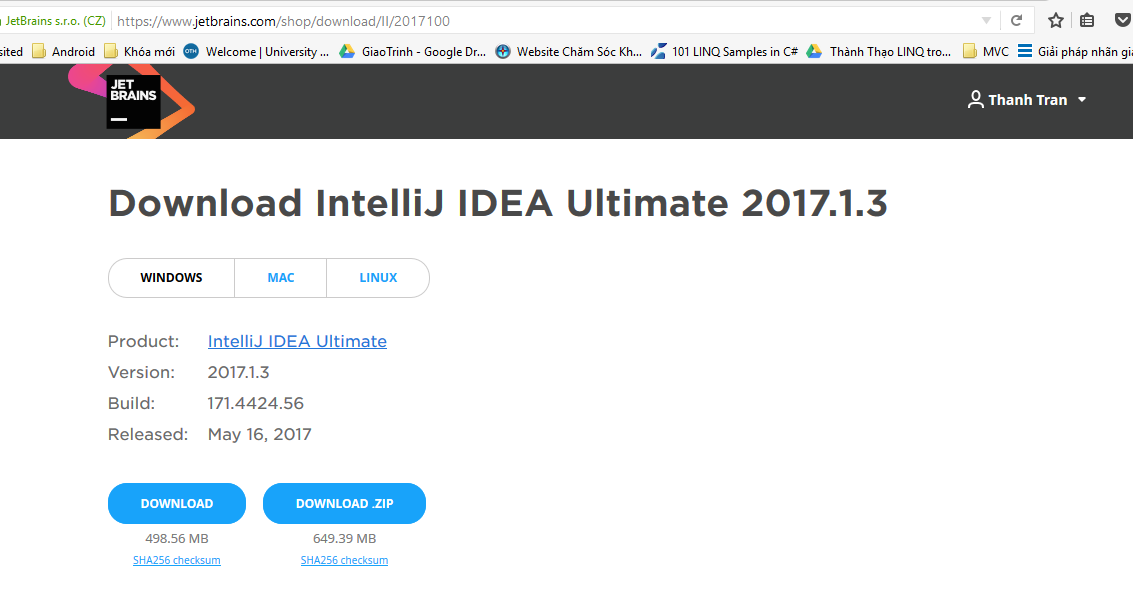 JetBrains s.r.o. (CZ) https://www.jetbrains.com/shop/download/II/2017100
sited Android Khóa mới OTH Welcome | University ... GiaoTrinh - Google Dr... Website Chăm Sóc Kh... 101 LINQ Samples in C# Thành Thạo LINQ tro... MVC Giải pháp nhân gia
JET
BRAINS
Thanh Tran
Download IntelliJ IDEA Ultimate 2017.1.3
WINDOWS MAC LINUX
Product: IntelliJ IDEA Ultimate
Version: 2017.1.3
Build: 171.4424.56
Released: May 16, 2017
DOWNLOAD DOWNLOAD .ZIP
498.56 MB 649.39 MB
SHA256 checksum SHA256 checksum